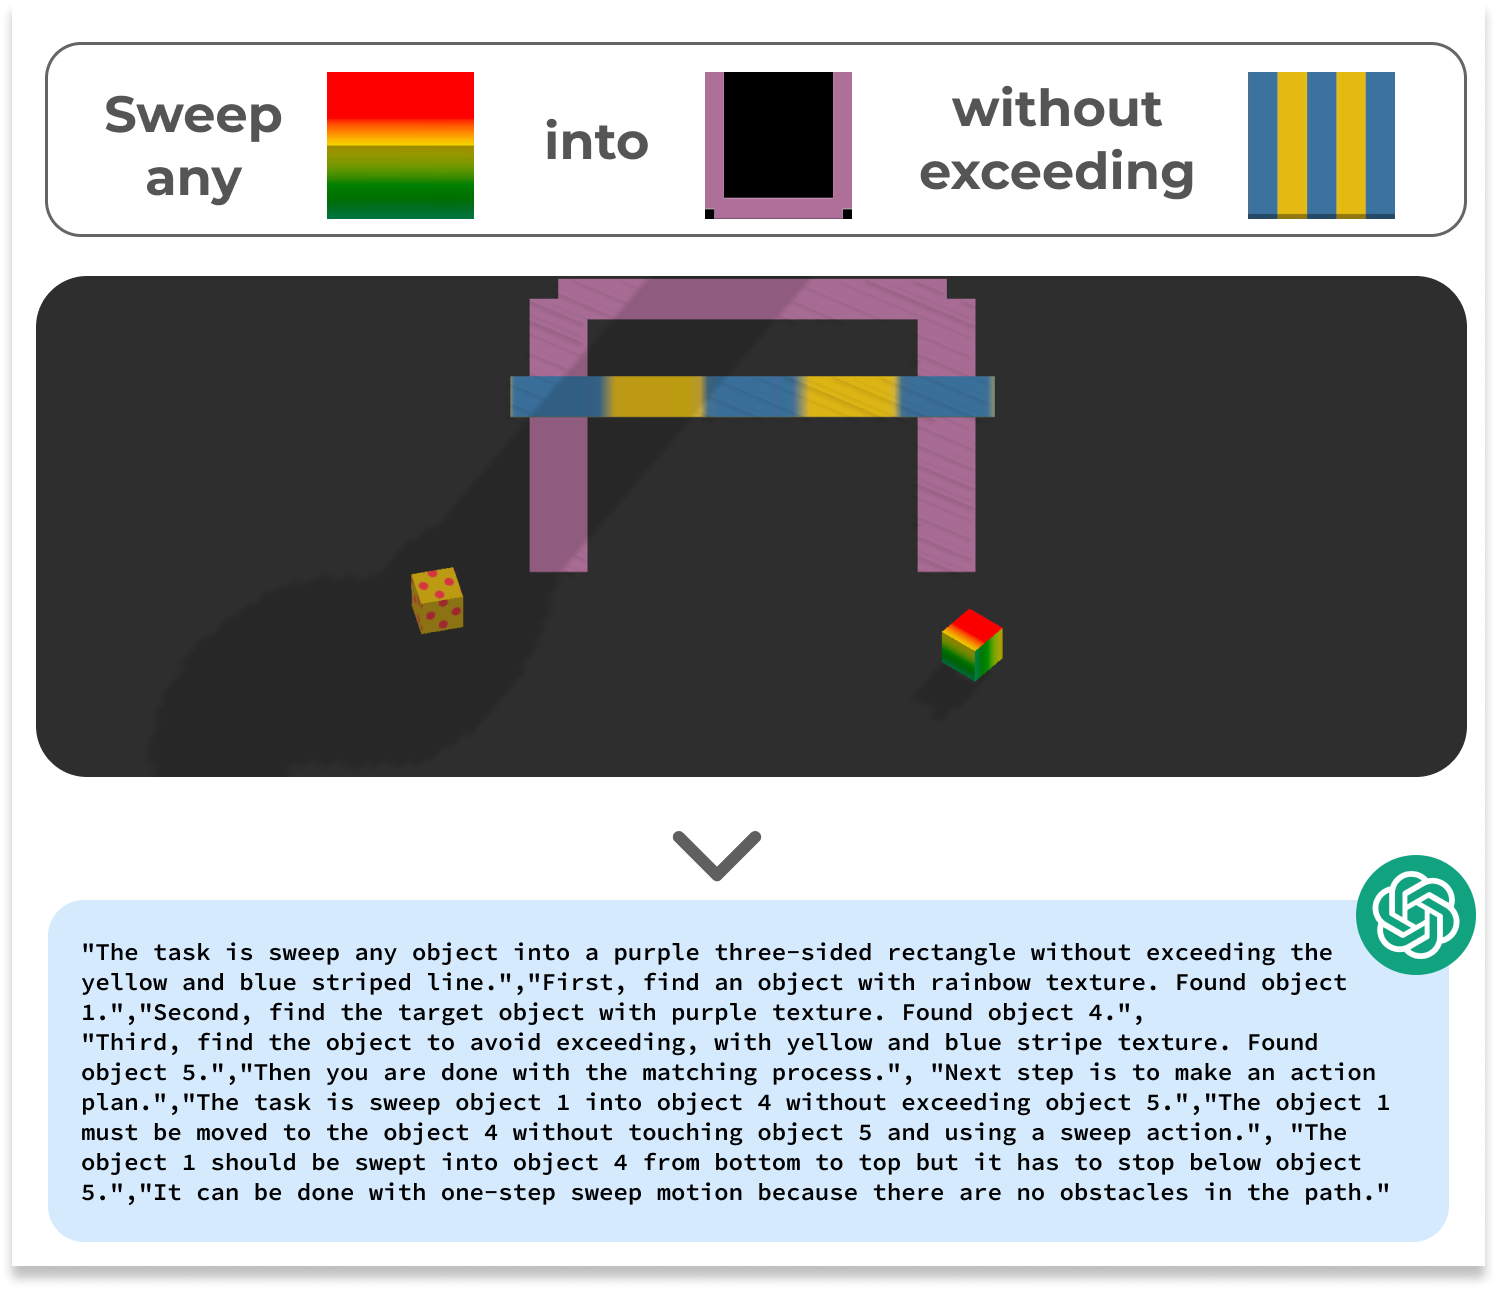 Sweep
any
into
without
exceeding
"The task is sweep any object into a purple three-sided rectangle without exceeding the
yellow and blue striped line.","First, find an object with rainbow texture. Found object
1.","Second, find the target object with purple texture. Found object 4.",
"Third, find the object to avoid exceeding, with yellow and blue stripe texture. Found
object 5.","Then you are done with the matching process.", "Next step is to make an action
plan.","The task is sweep object 1 into object 4 without exceeding object 5.","The object 1
must be moved to the object 4 without touching object 5 and using a sweep action.", "The
object 1 should be swept into object 4 from bottom to top but it has to stop below object
5.","It can be done with one-step sweep motion because there are no obstacles in the path."